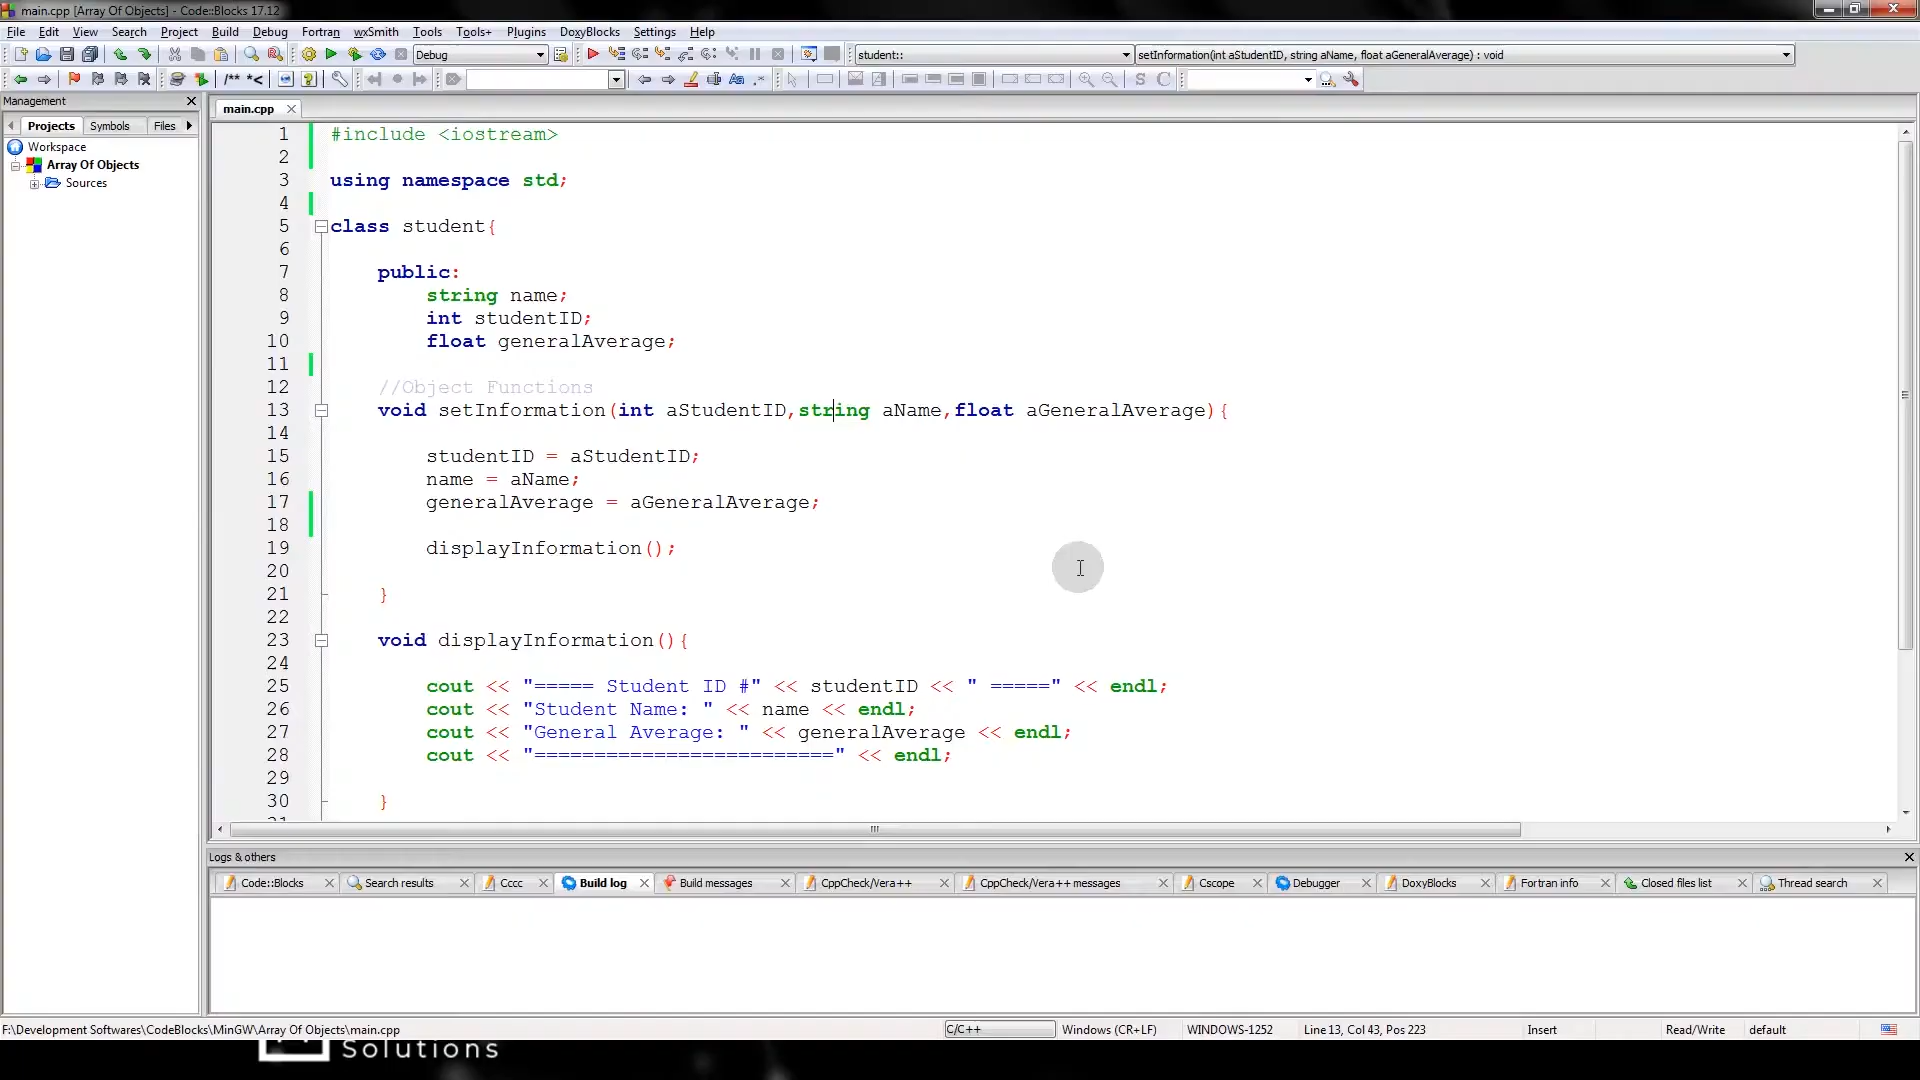 main.cpp [Array Of Objects] - Code::Blocks 17.12
File Edit View Search Project Build Debug Fortran wxSmith Tools Tools+ Plugins DoxyBlocks Settings Help
Debug student:: setInformation(int aStudentID, string aName, float aGeneralAverage) : void
/** *< Aa .* S C
Management
main.cpp
Projects Symbols Files
Workspace
Array Of Objects
Sources
1 #include <iostream>
2
3 using namespace std;
4
5 class student{
6
7 public:
8 string name;
9 int studentID;
10 float generalAverage;
11
12 //Object Functions
13 void setInformation(int aStudentID,string aName,float aGeneralAverage){
14
15 studentID = aStudentID;
16 name = aName;
17 generalAverage = aGeneralAverage;
18
19 displayInformation();
20
21 }
22
23 void displayInformation(){
24
25 cout << "===== Student ID #" << studentID << " =====" << endl;
26 cout << "Student Name: " << name << endl;
27 cout << "General Average: " << generalAverage << endl;
28 cout << "=========================" << endl;
29
30 }
Logs & others
Code::Blocks Search results Cccc Build log Build messages CppCheck/Vera++ CppCheck/Vera++ messages Cscope Debugger DoxyBlocks Fortran info Closed files list Thread search
F:\Development Softwares\CodeBlocks\MinGW\Array Of Objects\main.cpp C/C++ Windows (CR+LF) WINDOWS-1252 Line 13, Col 43, Pos 223 Insert Read/Write default
Solutions